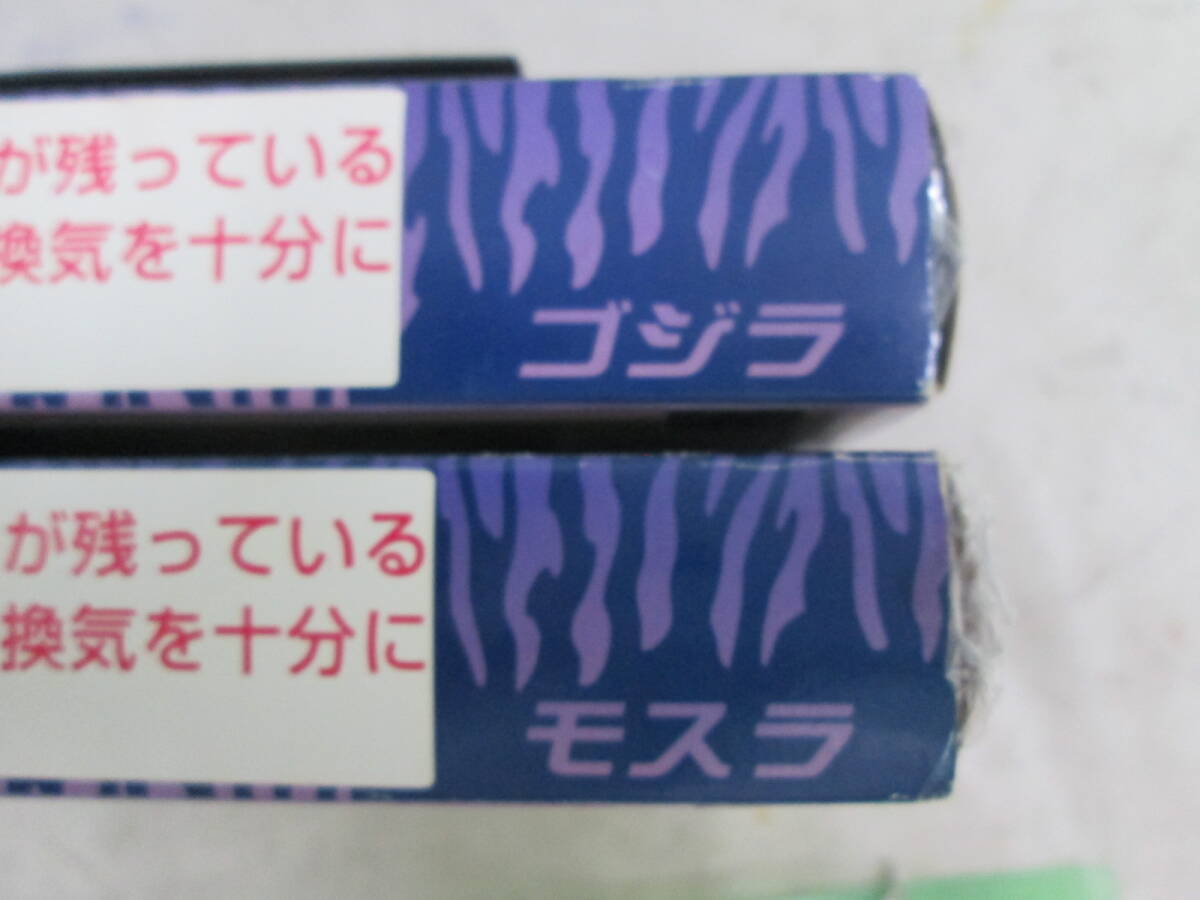 が残っている
換気を十分に
ゴジラ
が残っている
換気を十分に
モスラ